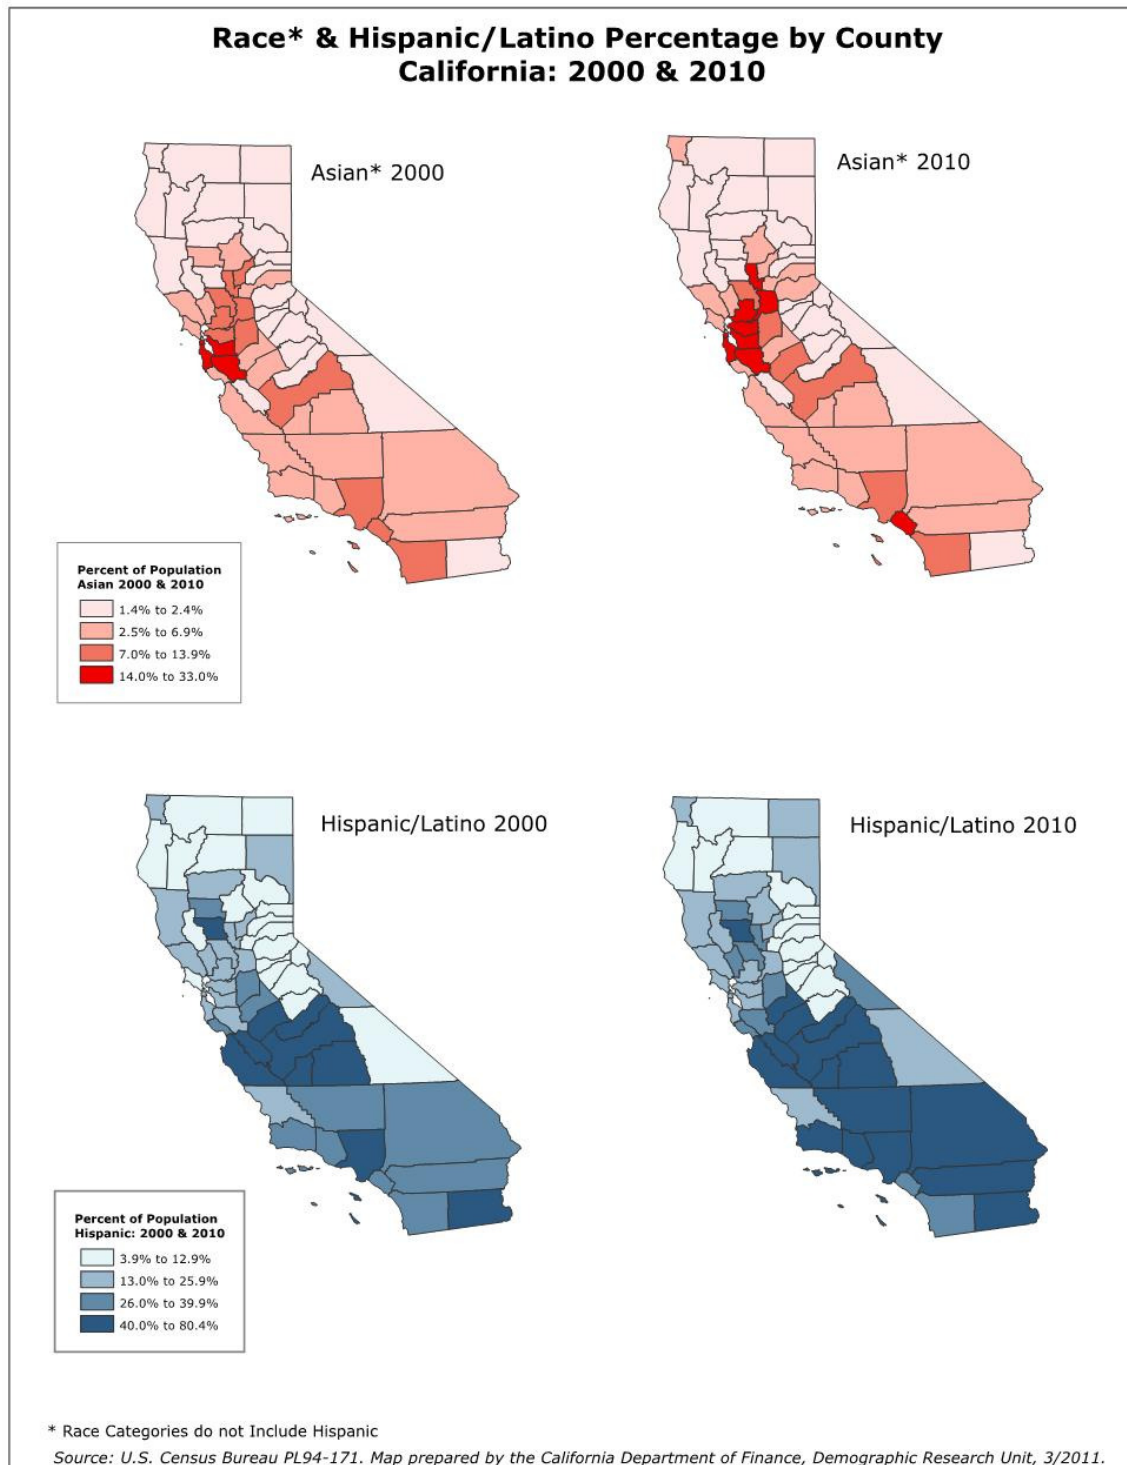 Race* & Hispanic/Latino Percentage by County
California: 2000 & 2010
Asian* 2000
Asian* 2010
Percent of Population
Asian 2000 & 2010
1.4% to 2.4%
2.5% to 6.9%
7.0% to 13.9%
14.0% to 33.0%
Hispanic/Latino 2000
Hispanic/Latino 2010
Percent of Population
Hispanic: 2000 & 2010
3.9% to 12.9%
13.0% to 25.9%
26.0% to 39.9%
40.0% to 80.4%
* Race Categories do not Include Hispanic
Source: U.S. Census Bureau PL94-171. Map prepared by the California Department of Finance, Demographic Research Unit, 3/2011.